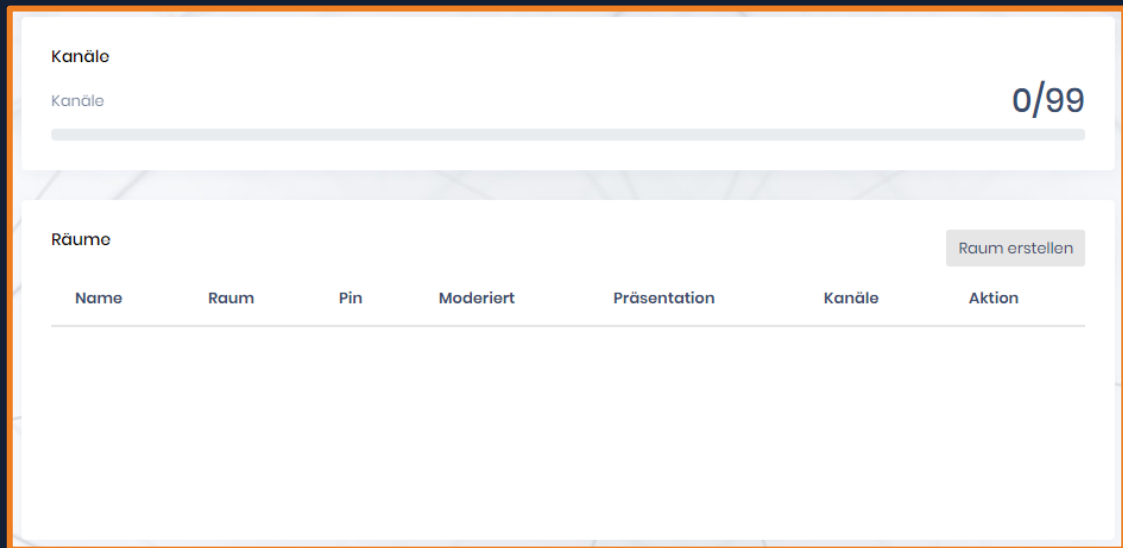 Kanäle
Kanäle 0/99
Räume
Raum erstellen
Name Raum Pin Moderiert Präsentation Kanäle Aktion